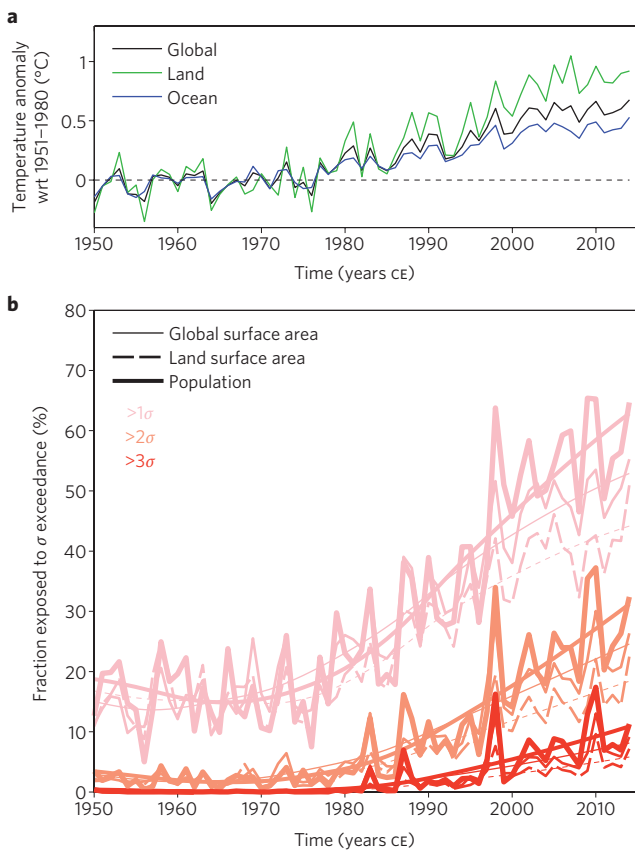 a
Temperature anomaly
wrt 1951–1980 (°C)
1
0.5
0
Global
Land
Ocean
1950 1960 1970 1980 1990 2000 2010
Time (years CE)
b
Fraction exposed to σ exceedance (%)
80
70
60
50
40
30
20
10
0
Global surface area
Land surface area
Population
>1σ
>2σ
>3σ
1950 1960 1970 1980 1990 2000 2010
Time (years CE)